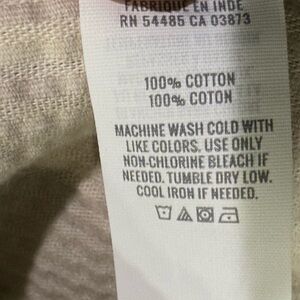 FABRIQUÉ EN INDE
RN 54485 CA 03873
100% COTTON
100% COTON
MACHINE WASH COLD WITH
LIKE COLORS. USE ONLY
NON-CHLORINE BLEACH IF
NEEDED. TUMBLE DRY LOW.
COOL IRON IF NEEDED.